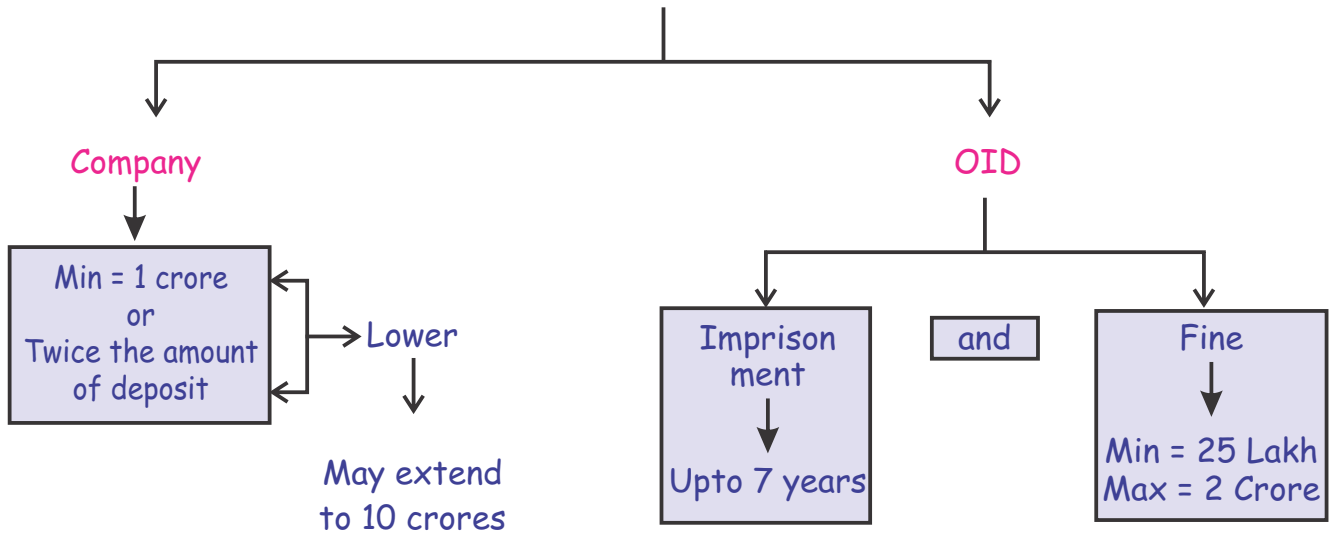 Company
OID
Min = 1 crore
or
Twice the amount
of deposit
Lower
May extend
to 10 crores
Imprison
ment
Upto 7 years
and
Fine
Min = 25 Lakh
Max = 2 Crore